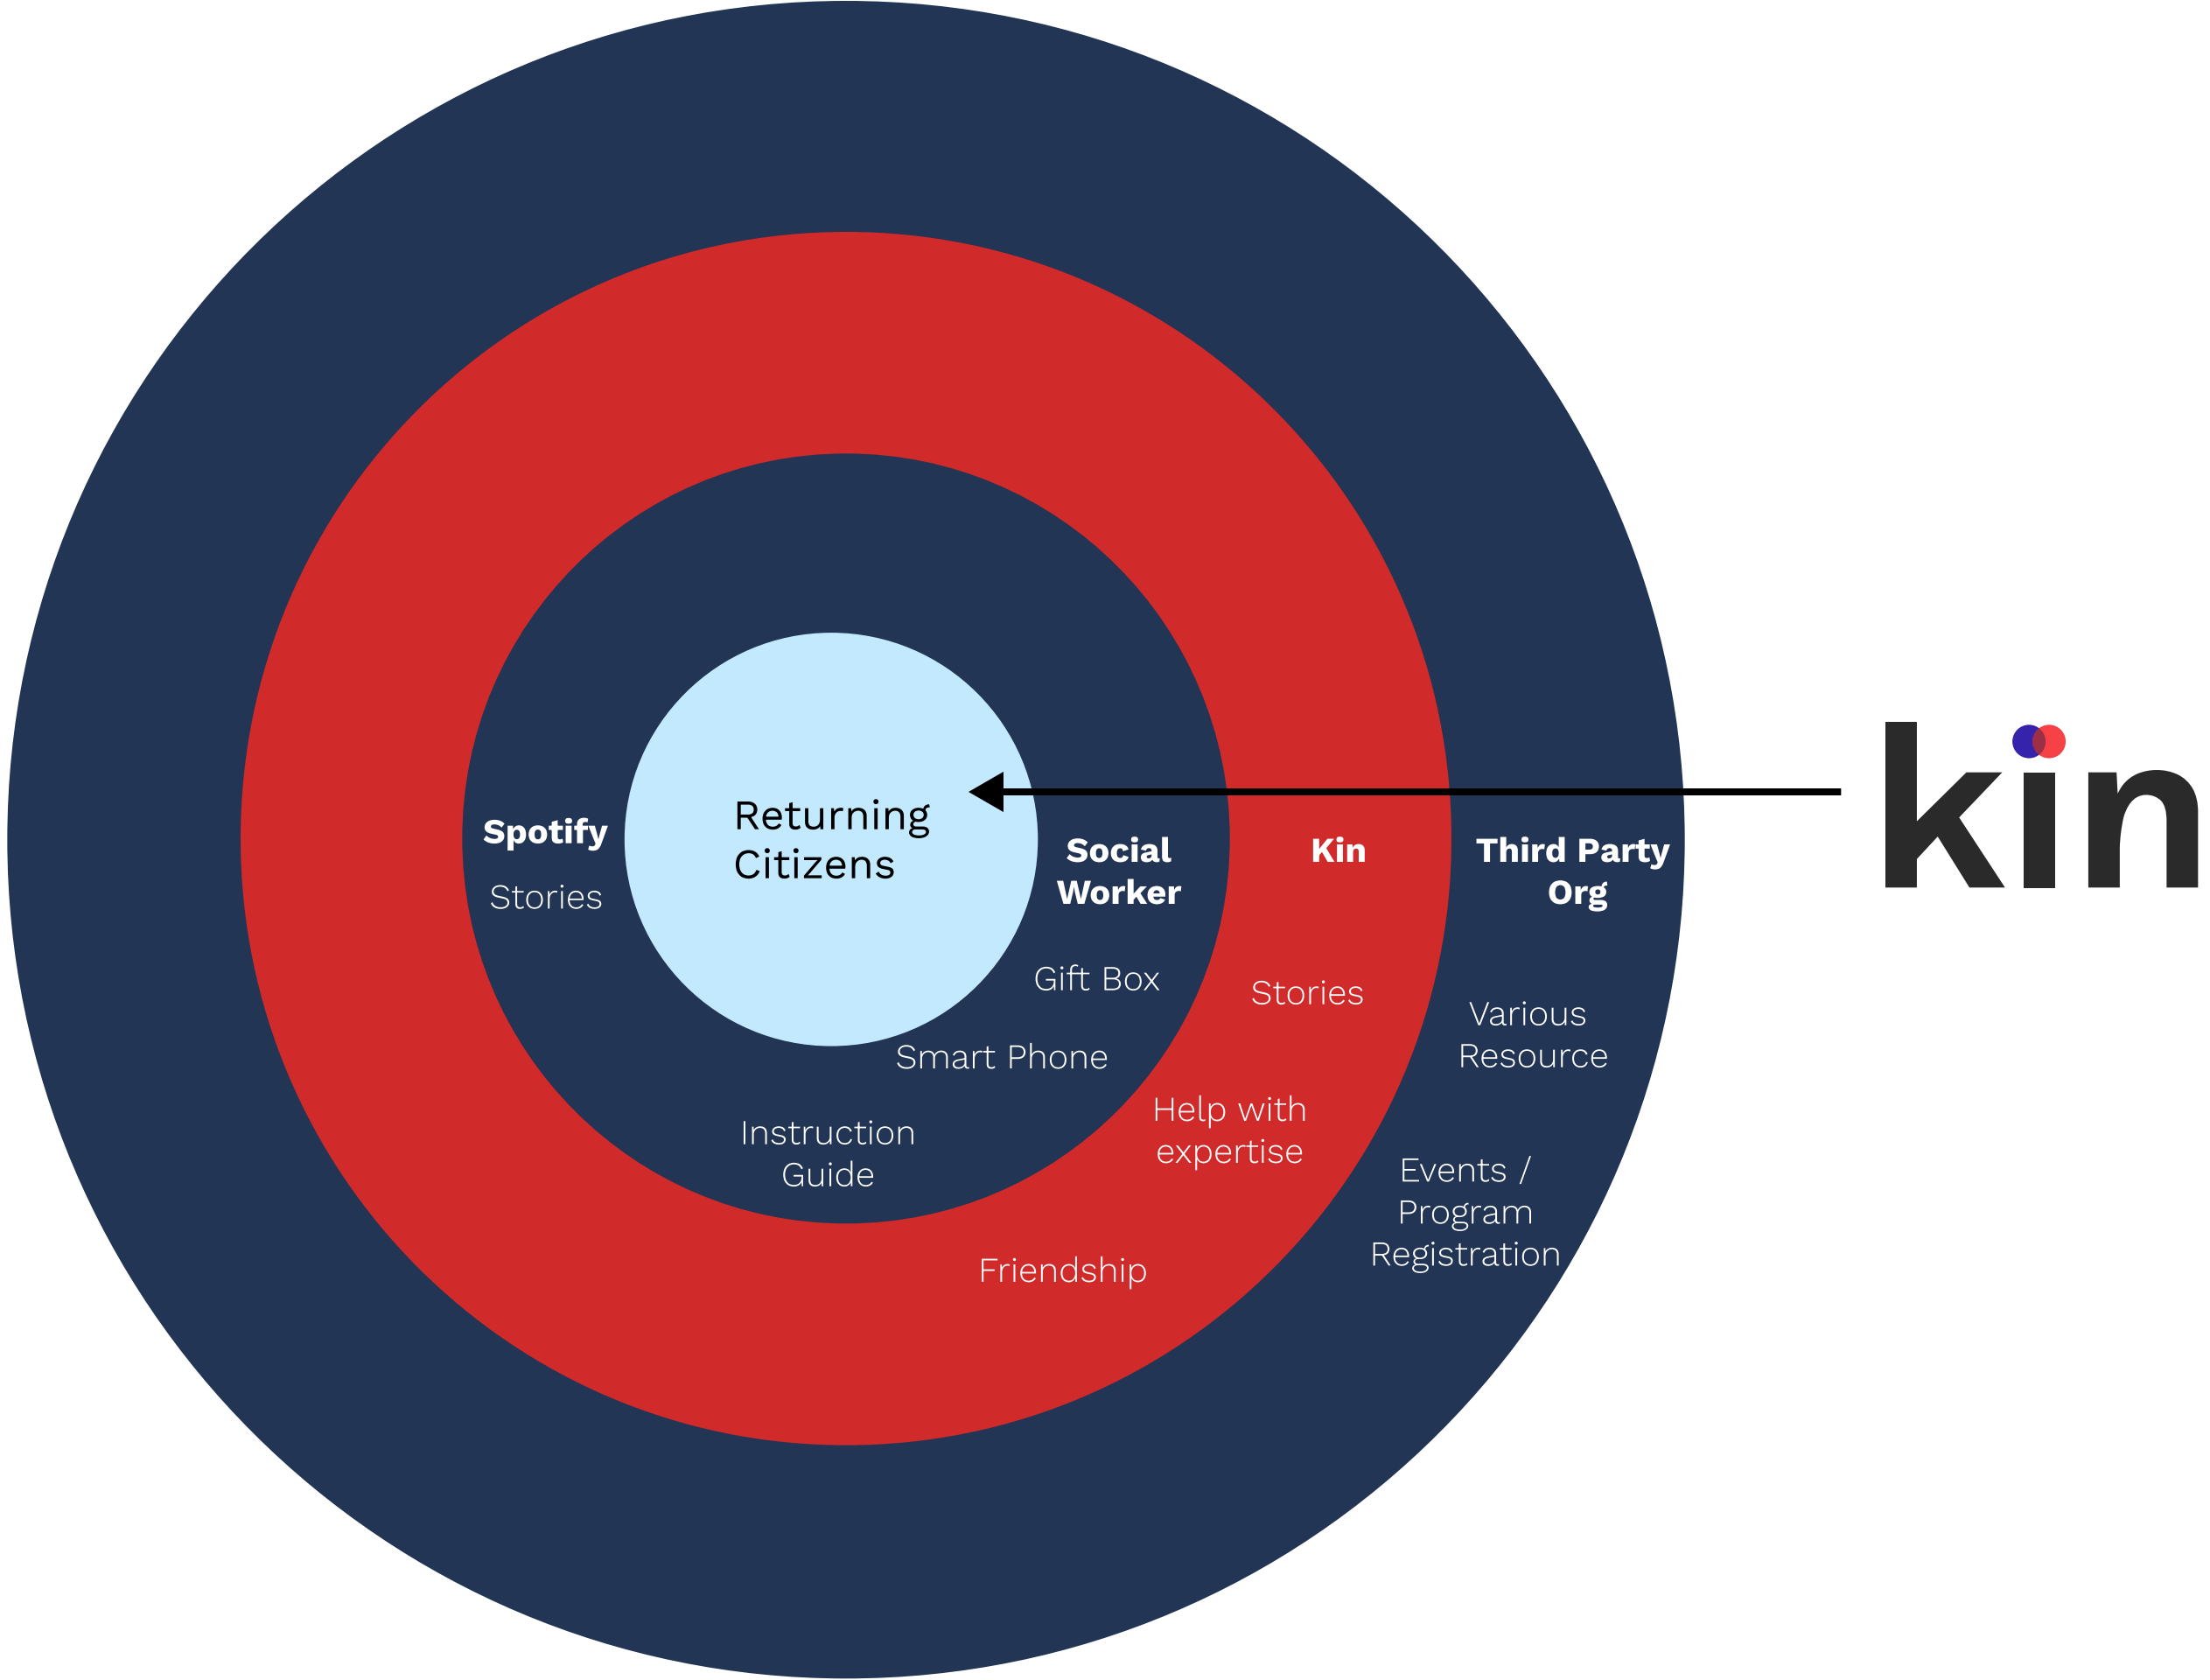 Returning
Citizens
Spotify
Stories
Social
Worker
Gift Box
Smart Phone
Instruction
Guide
Kin
Stories
Help with
expertise
Friendship
Third Party
Org
Various
Resource
Events /
Program
Registration
kin